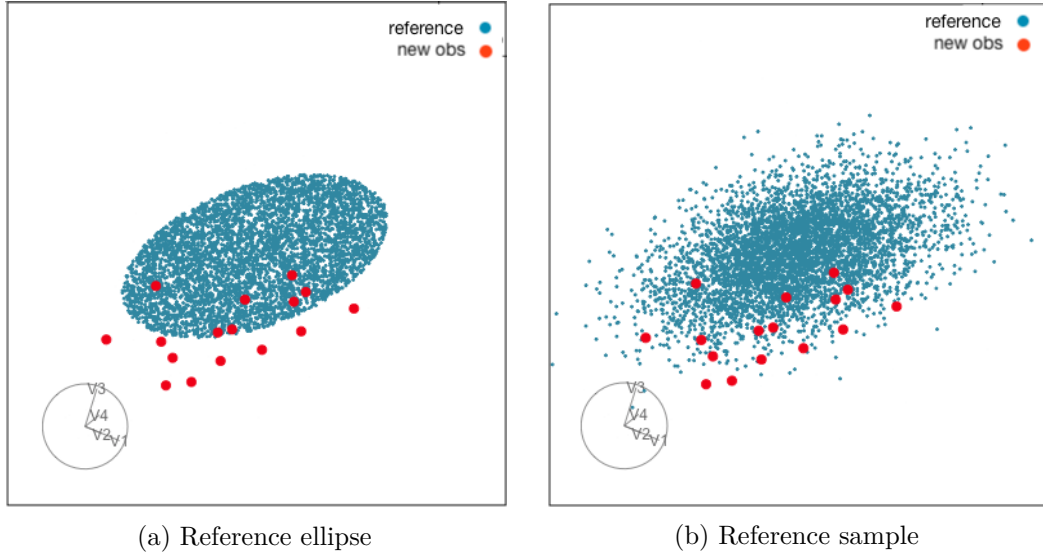 reference
new obs
V3
V4
V2
V1
(a) Reference ellipse
reference
new obs
V3
V4
V2
V1
(b) Reference sample